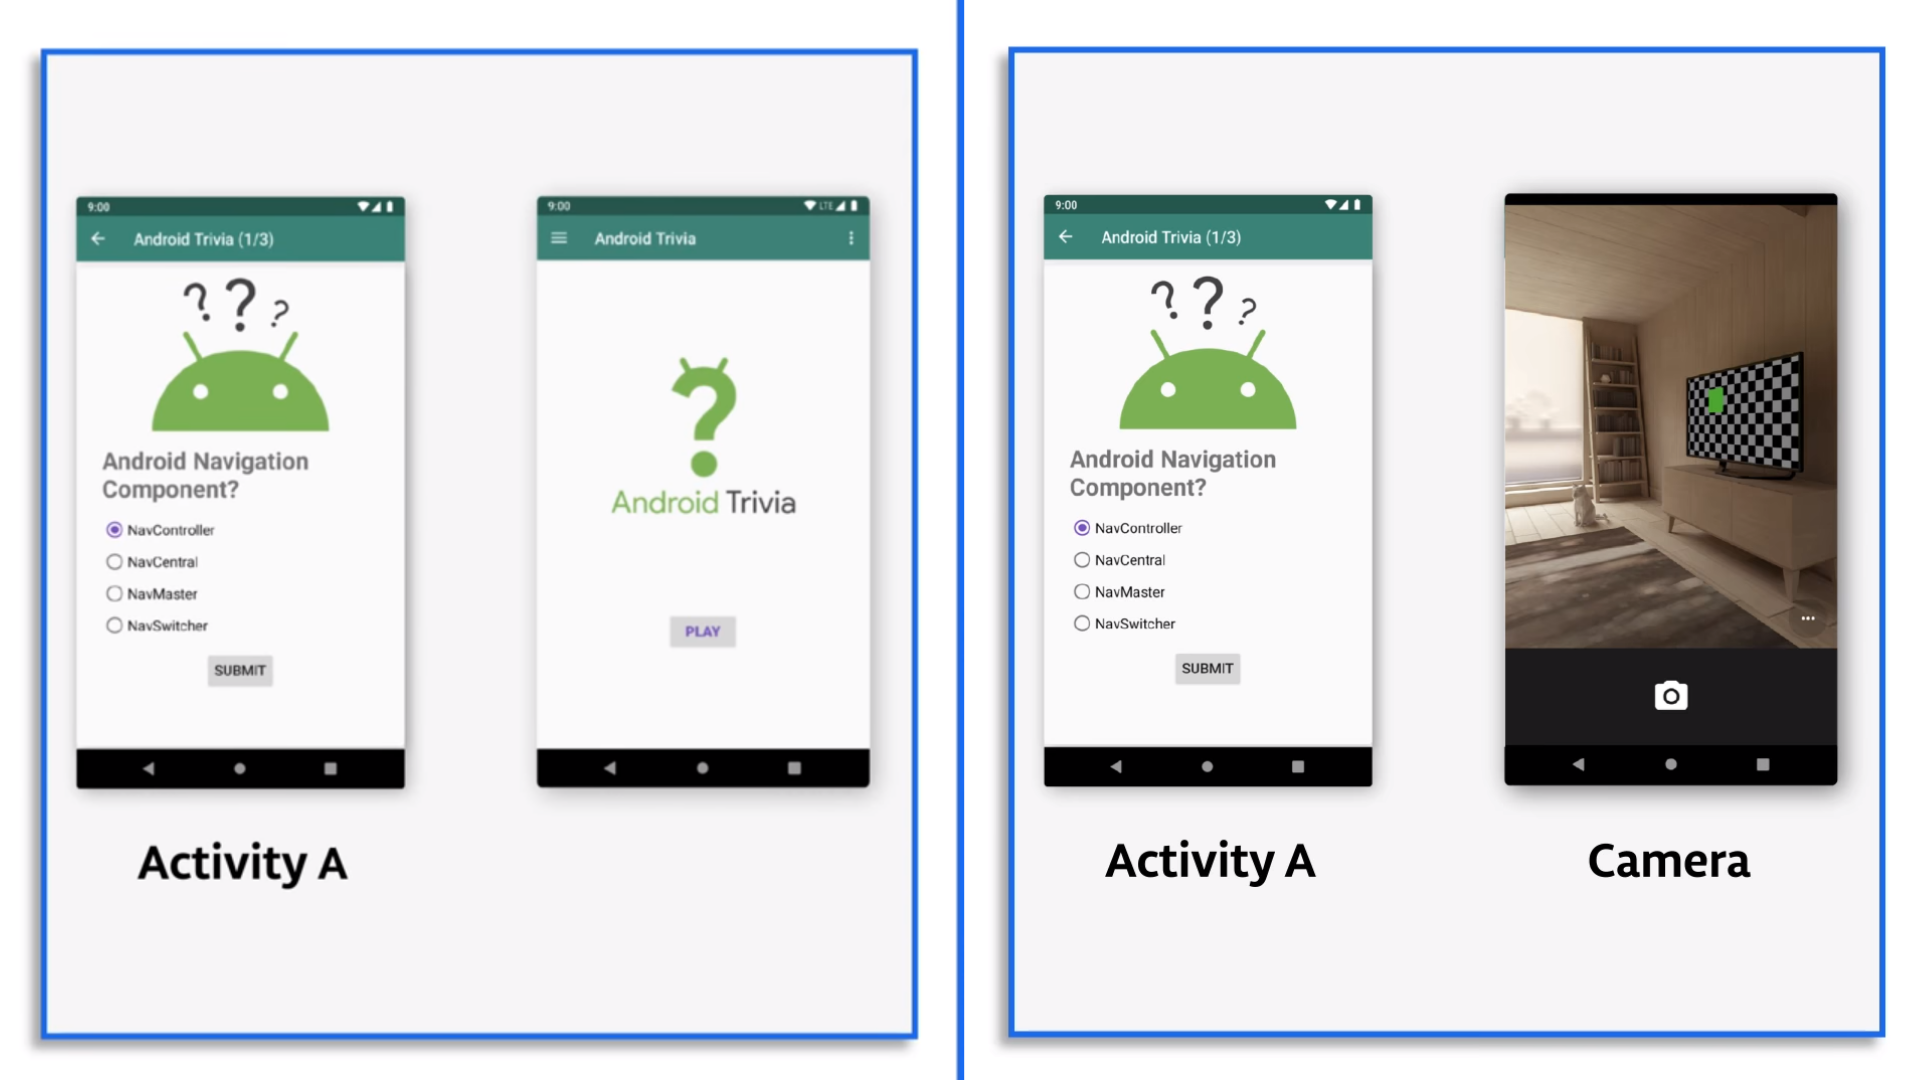 9:00
Android Trivia (1/3)
? ? ?
Android Navigation
Component?
NavController
NavCentral
NavMaster
NavSwitcher
SUBMIT
Activity A
9:00
LTE
Android Trivia
?
Android Trivia
PLAY
9:00
Android Trivia (1/3)
? ? ?
Android Navigation
Component?
NavController
NavCentral
NavMaster
NavSwitcher
SUBMIT
Activity A
Camera